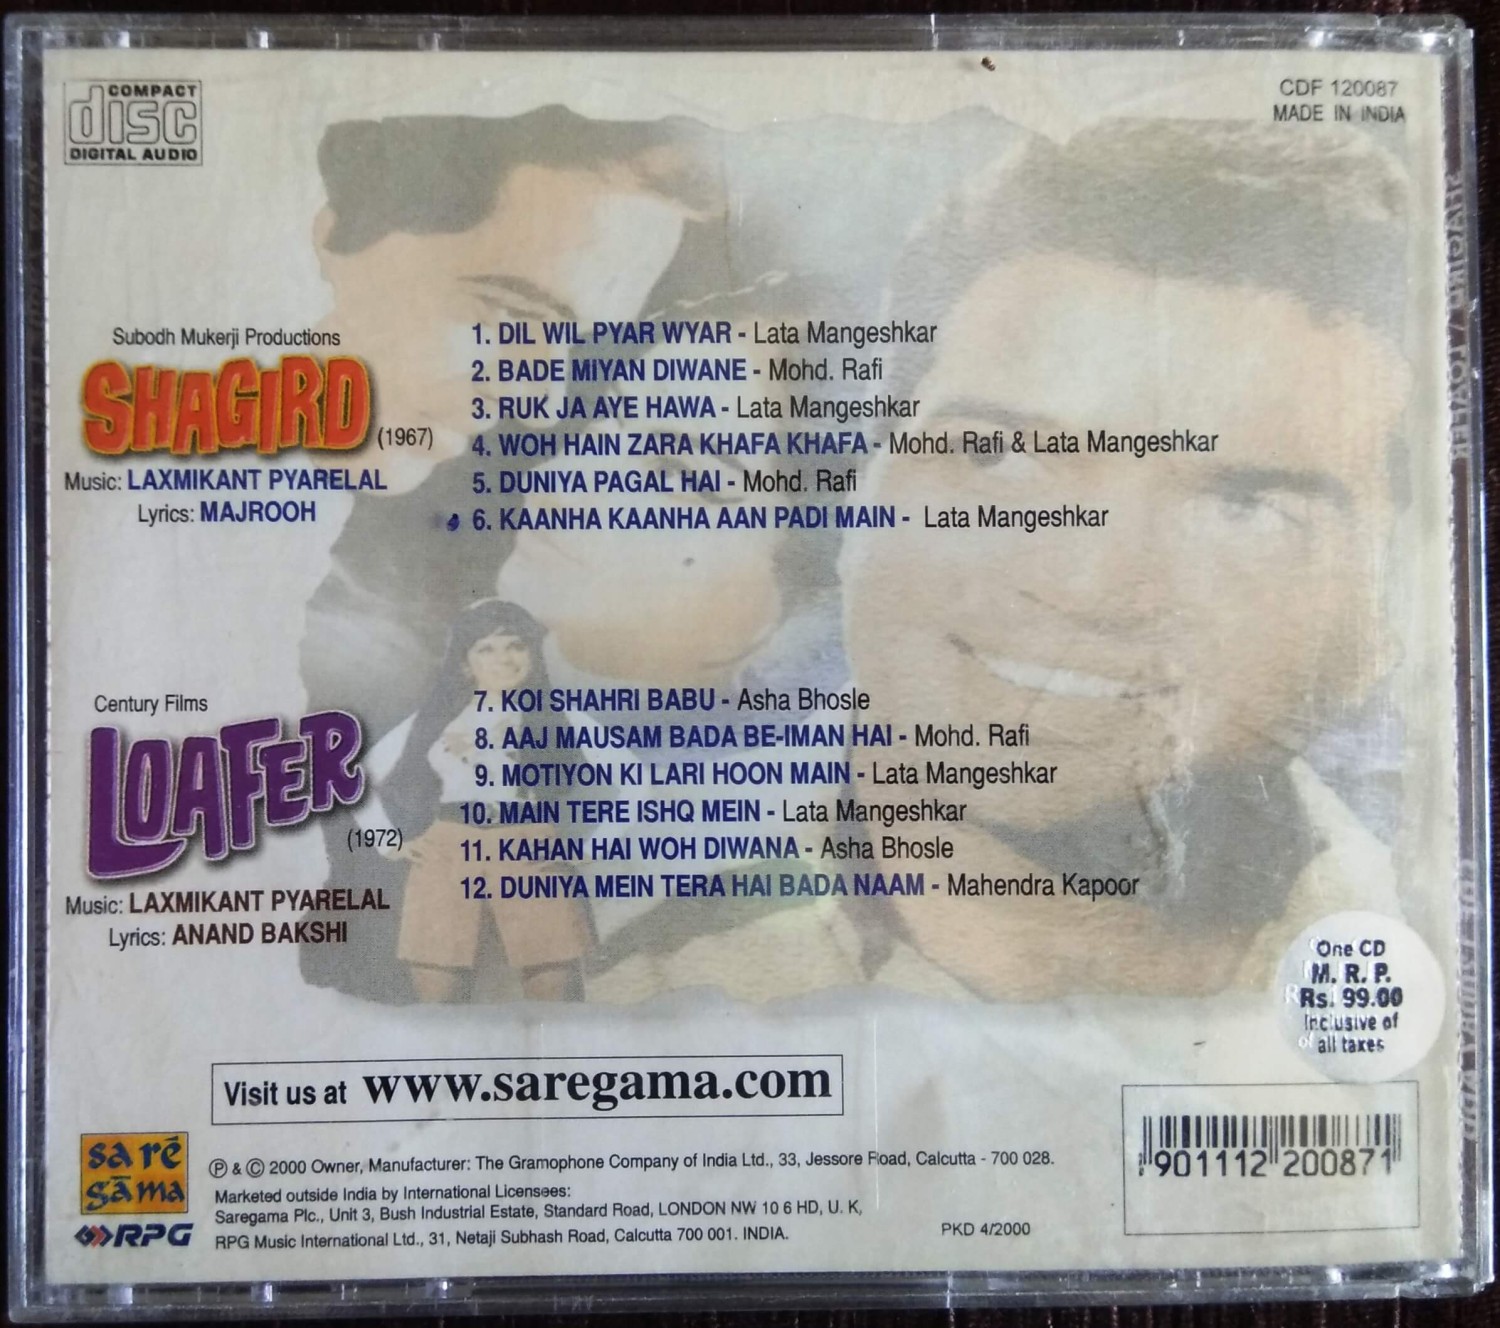 COMPACT
disc
DIGITAL AUDIO
CDF 120087
MADE IN INDIA
Subodh Mukerji Productions
SHAGIRD
(1967)
Music: LAXMIKANT PYARELAL
Lyrics: MAJROOH
1. DIL WIL PYAR WYAR - Lata Mangeshkar
2. BADE MIYAN DIWANE - Mohd. Rafi
3. RUK JA AYE HAWA - Lata Mangeshkar
4. WOH HAIN ZARA KHAFA KHAFA - Mohd. Rafi & Lata Mangeshkar
5. DUNIYA PAGAL HAI - Mohd. Rafi
6. KAANHA KAANHA AAN PADI MAIN - Lata Mangeshkar
Century Films
LOAFER
(1972)
Music: LAXMIKANT PYARELAL
Lyrics: ANAND BAKSHI
7. KOI SHAHRI BABU - Asha Bhosle
8. AAJ MAUSAM BADA BE-IMAN HAI - Mohd. Rafi
9. MOTIYON KI LARI HOON MAIN - Lata Mangeshkar
10. MAIN TERE ISHQ MEIN - Lata Mangeshkar
11. KAHAN HAI WOH DIWANA - Asha Bhosle
12. DUNIYA MEIN TERA HAI BADA NAAM - Mahendra Kapoor
One CD
M. R. P.
Rs. 99.00
Inclusive of
all taxes
Visit us at www.saregama.com
sa rē
gāma
RPG
Ⓟ & © 2000 Owner, Manufacturer: The Gramophone Company of India Ltd., 33, Jessore Road, Calcutta - 700 028.
Marketed outside India by International Licensees:
Saregama Plc., Unit 3, Bush Industrial Estate, Standard Road, LONDON NW 10 6 HD, U. K,
RPG Music International Ltd., 31, Netaji Subhash Road, Calcutta 700 001. INDIA.
PKD 4/2000
901112 200871